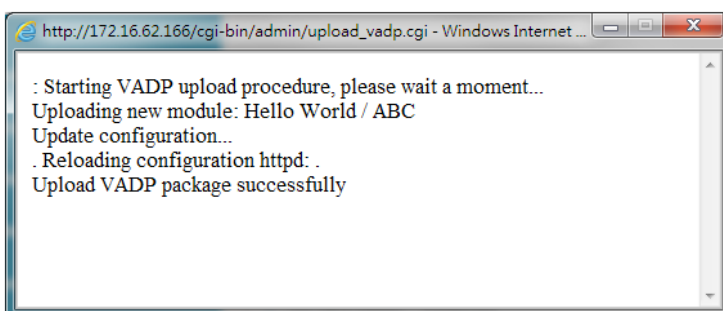 http://172.16.62.166/cgi-bin/admin/upload_vadp.cgi - Windows Internet ...
: Starting VADP upload procedure, please wait a moment...
Uploading new module: Hello World / ABC
Update configuration...
. Reloading configuration httpd: .
Upload VADP package successfully